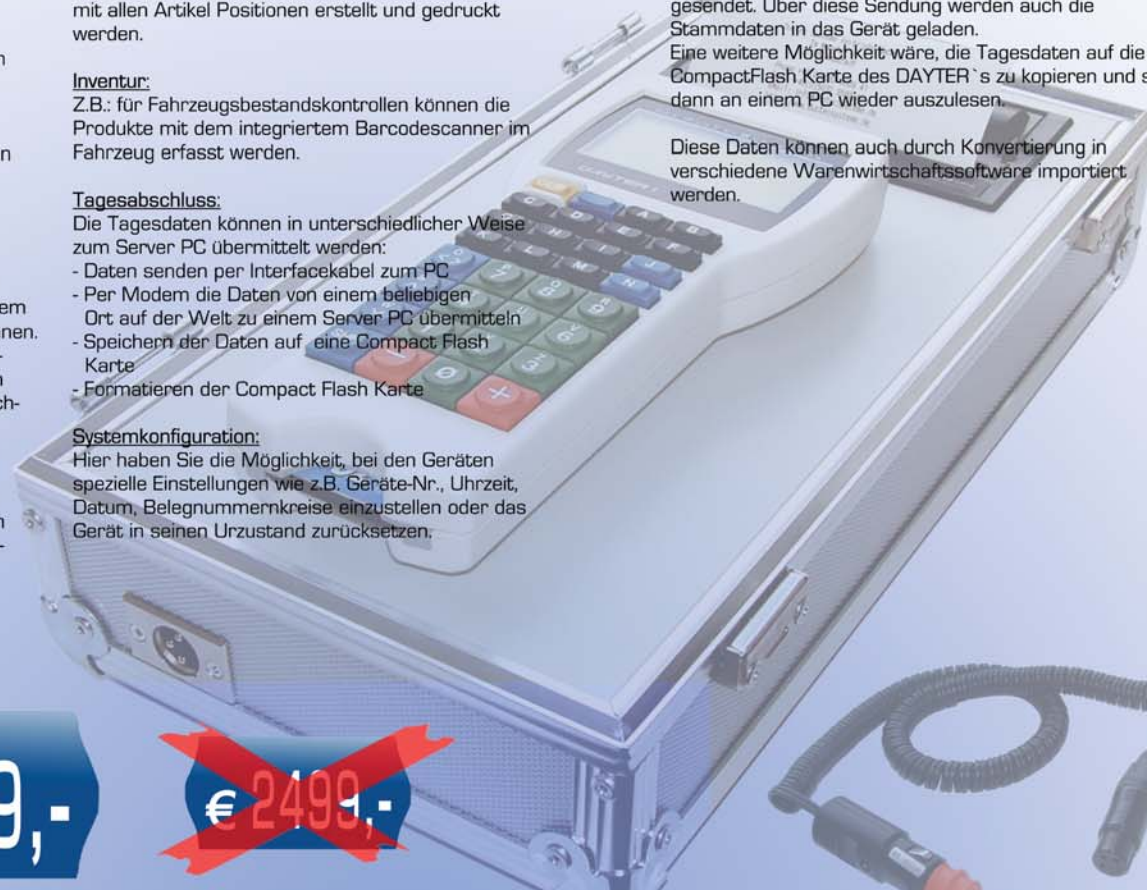 mit allen Artikel Positionen erstellt und gedruckt
werden.
Inventur:
Z.B.: für Fahrzeugsbestandskontrollen können die
Produkte mit dem integriertem Barcodescanner im
Fahrzeug erfasst werden.
Tagesabschluss:
Die Tagesdaten können in unterschiedlicher Weise
zum Server PC übermittelt werden:
- Daten senden per Interfacekabel zum PC
- Per Modem die Daten von einem beliebigen
Ort auf der Welt zu einem Server PC übermitteln
- Speichern der Daten auf eine Compact Flash
Karte
- Formatieren der Compact Flash Karte
Systemkonfiguration:
Hier haben Sie die Möglichkeit, bei den Geräten
spezielle Einstellungen wie z.B. Geräte-Nr., Uhrzeit,
Datum, Belegnummernkreise einzustellen oder das
Gerät in seinen Urzustand zurücksetzen.
gesendet. Über diese Sendung werden auch die
Stammdaten in das Gerät geladen.
Eine weitere Möglichkeit wäre, die Tagesdaten auf die
CompactFlash Karte des DAYTER`s zu kopieren und s
dann an einem PC wieder auszulesen.
Diese Daten können auch durch Konvertierung in
verschiedene Warenwirtschaftssoftware importiert
werden.
DAYTER
9,-
€ 2499,-